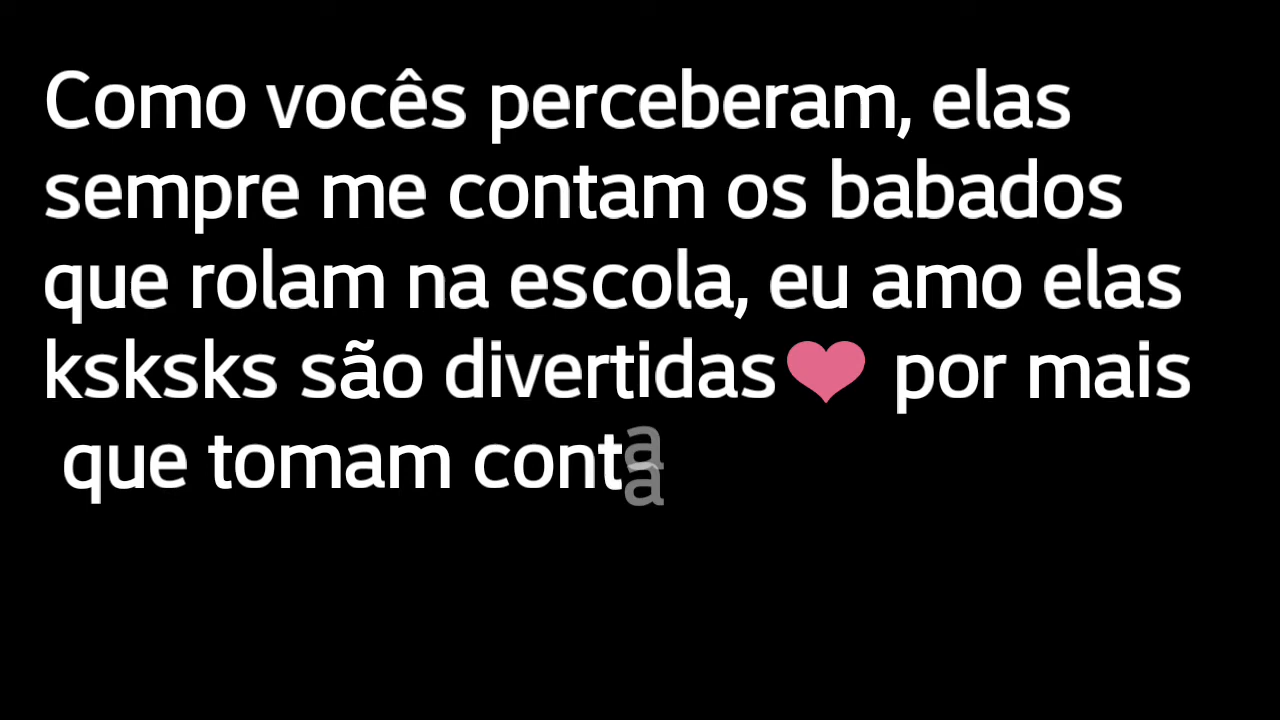 Como vocês perceberam, elas
sempre me contam os babados
que rolam na escola, eu amo elas
ksksks são divertidas❤ por mais
que tomam conta